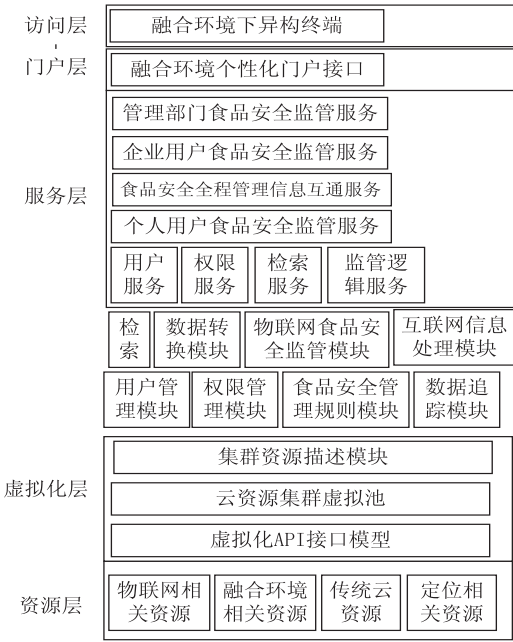 访问层
融合环境下异构终端
门户层
融合环境个性化门户接口
服务层
管理部门食品安全监管服务
企业用户食品安全监管服务
食品安全全程管理信息互通服务
个人用户食品安全监管服务
用户
服务
权限
服务
检索
服务
监管逻
辑服务
检
索
数据转
换模块
物联网食品安
全监管模块
互联网信息
处理模块
用户管
理模块
权限管
理模块
食品安全管
理规则模块
数据追
踪模块
虚拟化层
集群资源描述模块
云资源集群虚拟池
虚拟化API接口模型
资源层
物联网相
关资源
融合环境
相关资源
传统云
资源
定位相
关资源